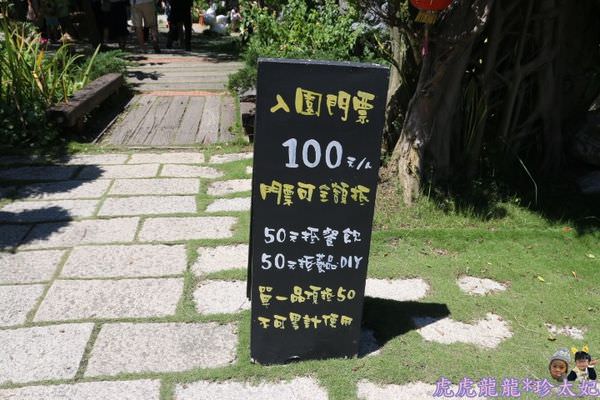 入園門票
100元/人
門票可全額抵
50元抵餐飲
50元抵藝品DIY
買一品項抵50
不可累計使用
虎虎龍龍*珍太妃